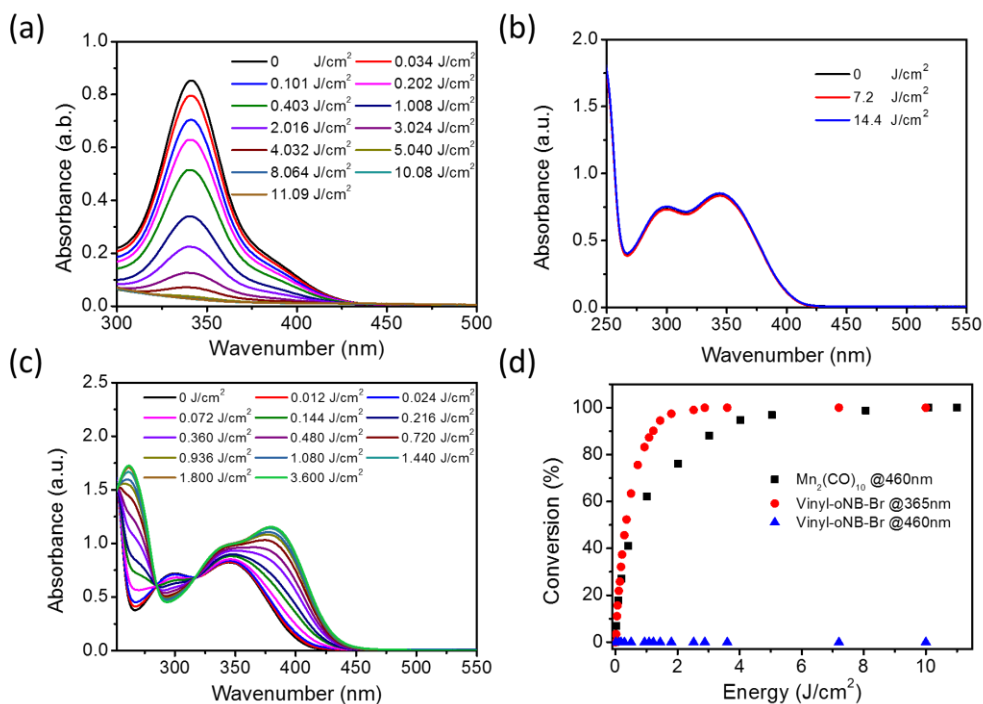 (a)
Absorbance (a.b.)
1.0
0.8
0.6
0.4
0.2
0.0
0 J/cm2 0.034 J/cm2
0.101 J/cm2 0.202 J/cm2
0.403 J/cm2 1.008 J/cm2
2.016 J/cm2 3.024 J/cm2
4.032 J/cm2 5.040 J/cm2
8.064 J/cm2 10.08 J/cm2
11.09 J/cm2
300 350 400 450 500
Wavenumber (nm)
(b)
Absorbance (a.u.)
2.0
1.5
1.0
0.5
0.0
0 J/cm2
7.2 J/cm2
14.4 J/cm2
250 300 350 400 450 500 550
Wavenumber (nm)
(c)
Absorbance (a.u.)
2.5
2.0
1.5
1.0
0.5
0.0
0 J/cm2 0.012 J/cm2 0.024 J/cm2
0.072 J/cm2 0.144 J/cm2 0.216 J/cm2
0.360 J/cm2 0.480 J/cm2 0.720 J/cm2
0.936 J/cm2 1.080 J/cm2 1.440 J/cm2
1.800 J/cm2 3.600 J/cm2
300 350 400 450 500 550
Wavenumber (nm)
(d)
Conversion (%)
100
80
60
40
20
0
Mn2(CO)10 @460nm
Vinyl-oNB-Br @365nm
Vinyl-oNB-Br @460nm
0 2 4 6 8 10
Energy (J/cm2)